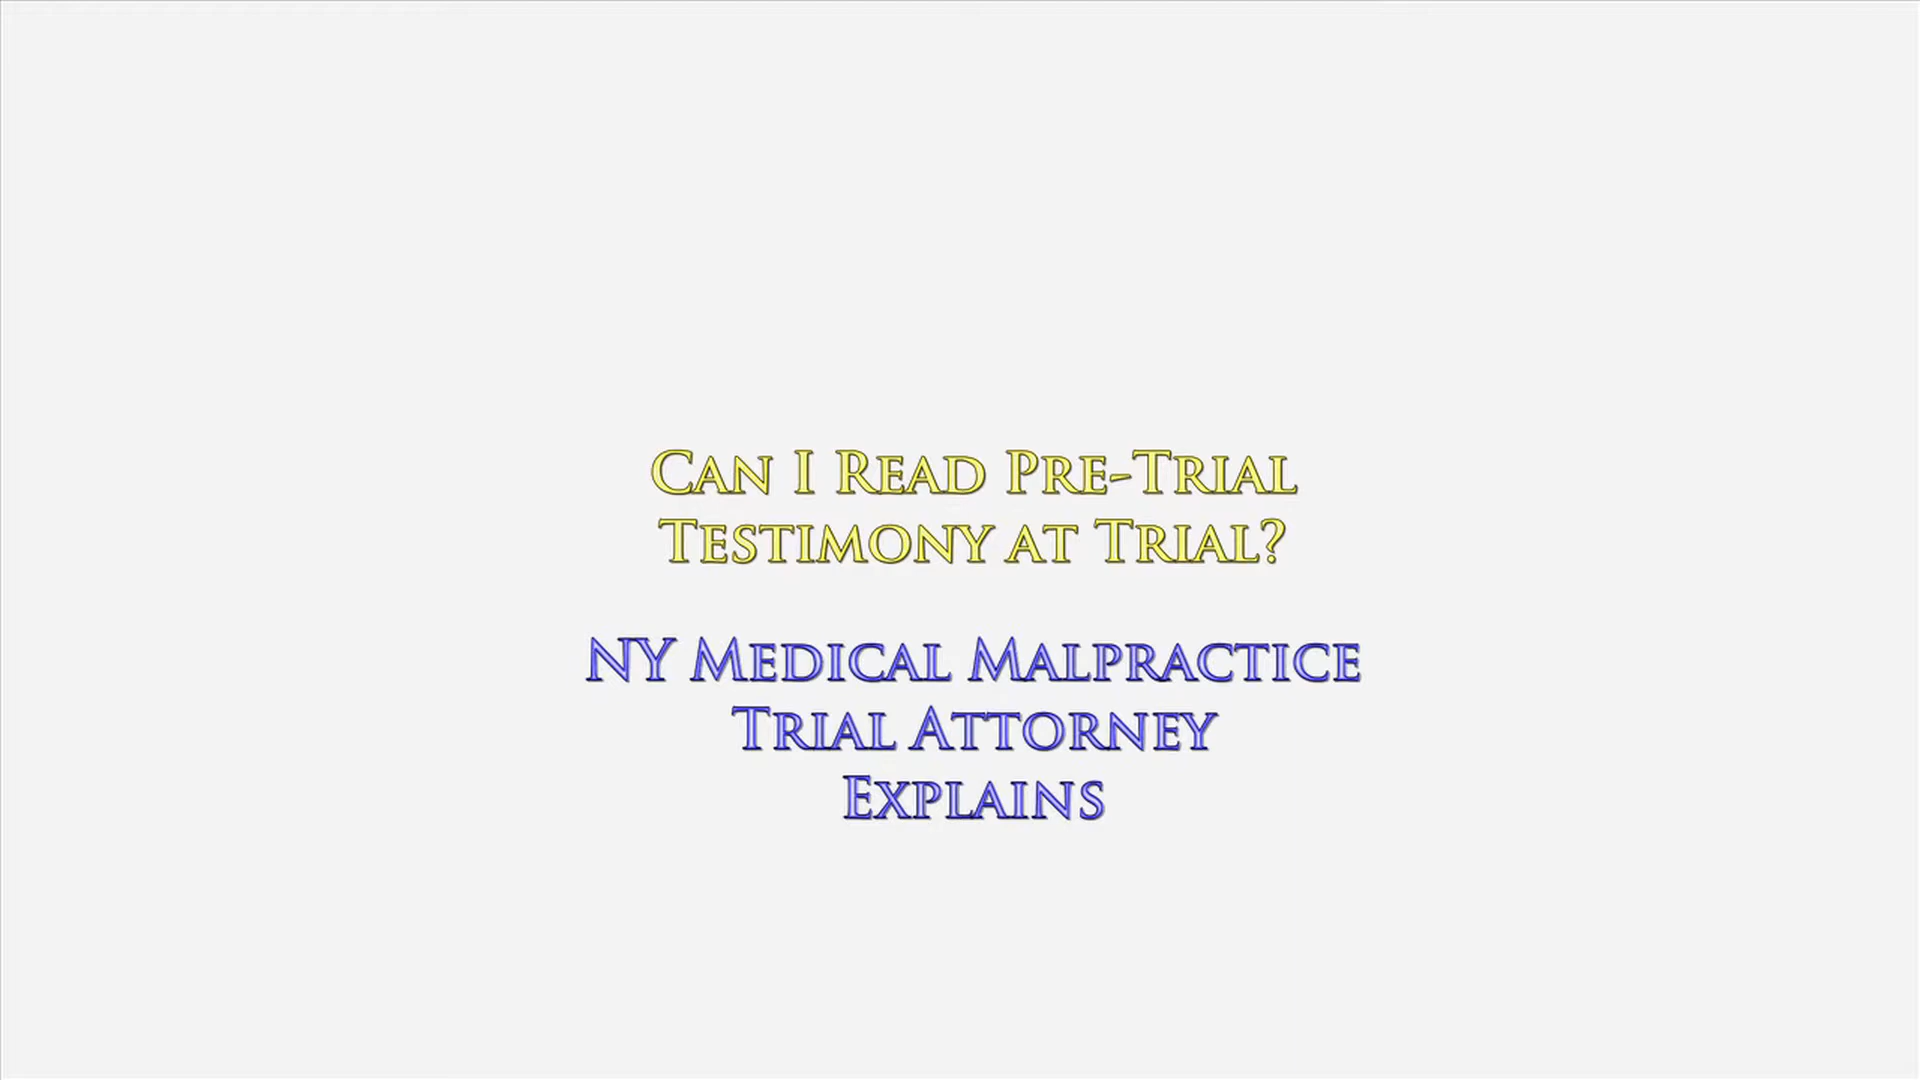 Can I Read Pre-Trial
Testimony at Trial?
NY Medical Malpractice
Trial Attorney
Explains